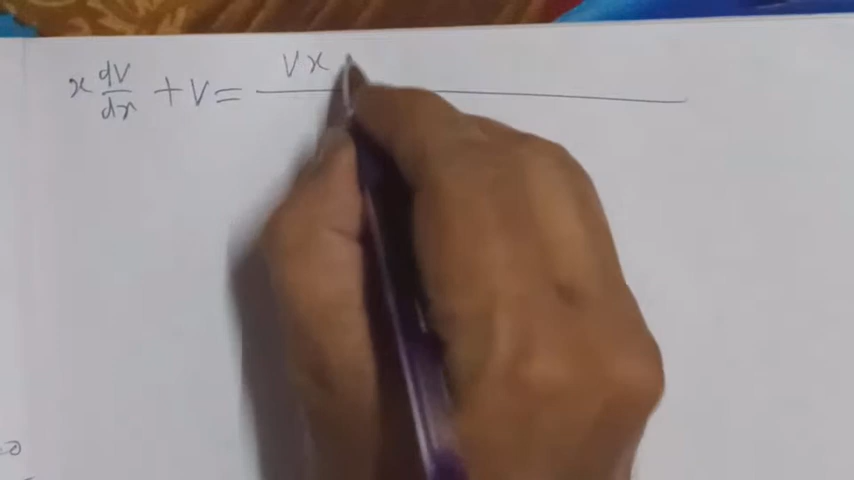 x dV/dx + V = Vx